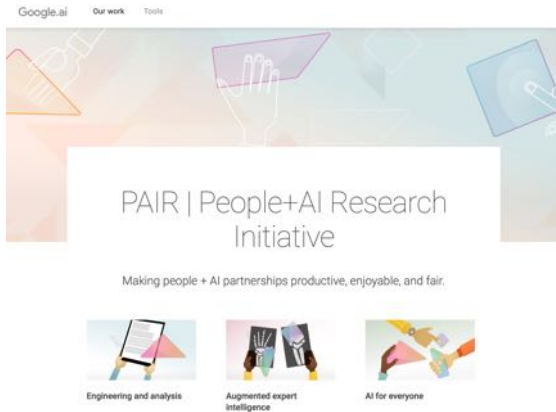 Google.ai Our work Tools
PAIR | People+AI Research
Initiative
Making people + AI partnerships productive, enjoyable, and fair.
Engineering and analysis
Augmented expert
intelligence
AI for everyone